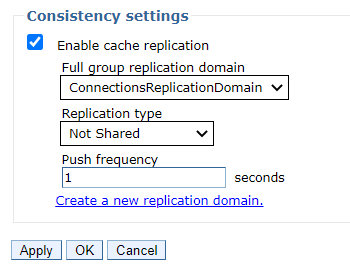 Consistency settings
Enable cache replication
Full group replication domain
ConnectionsReplicationDomain
Replication type
Not Shared
Push frequency
1 seconds
Create a new replication domain.
Apply OK Cancel